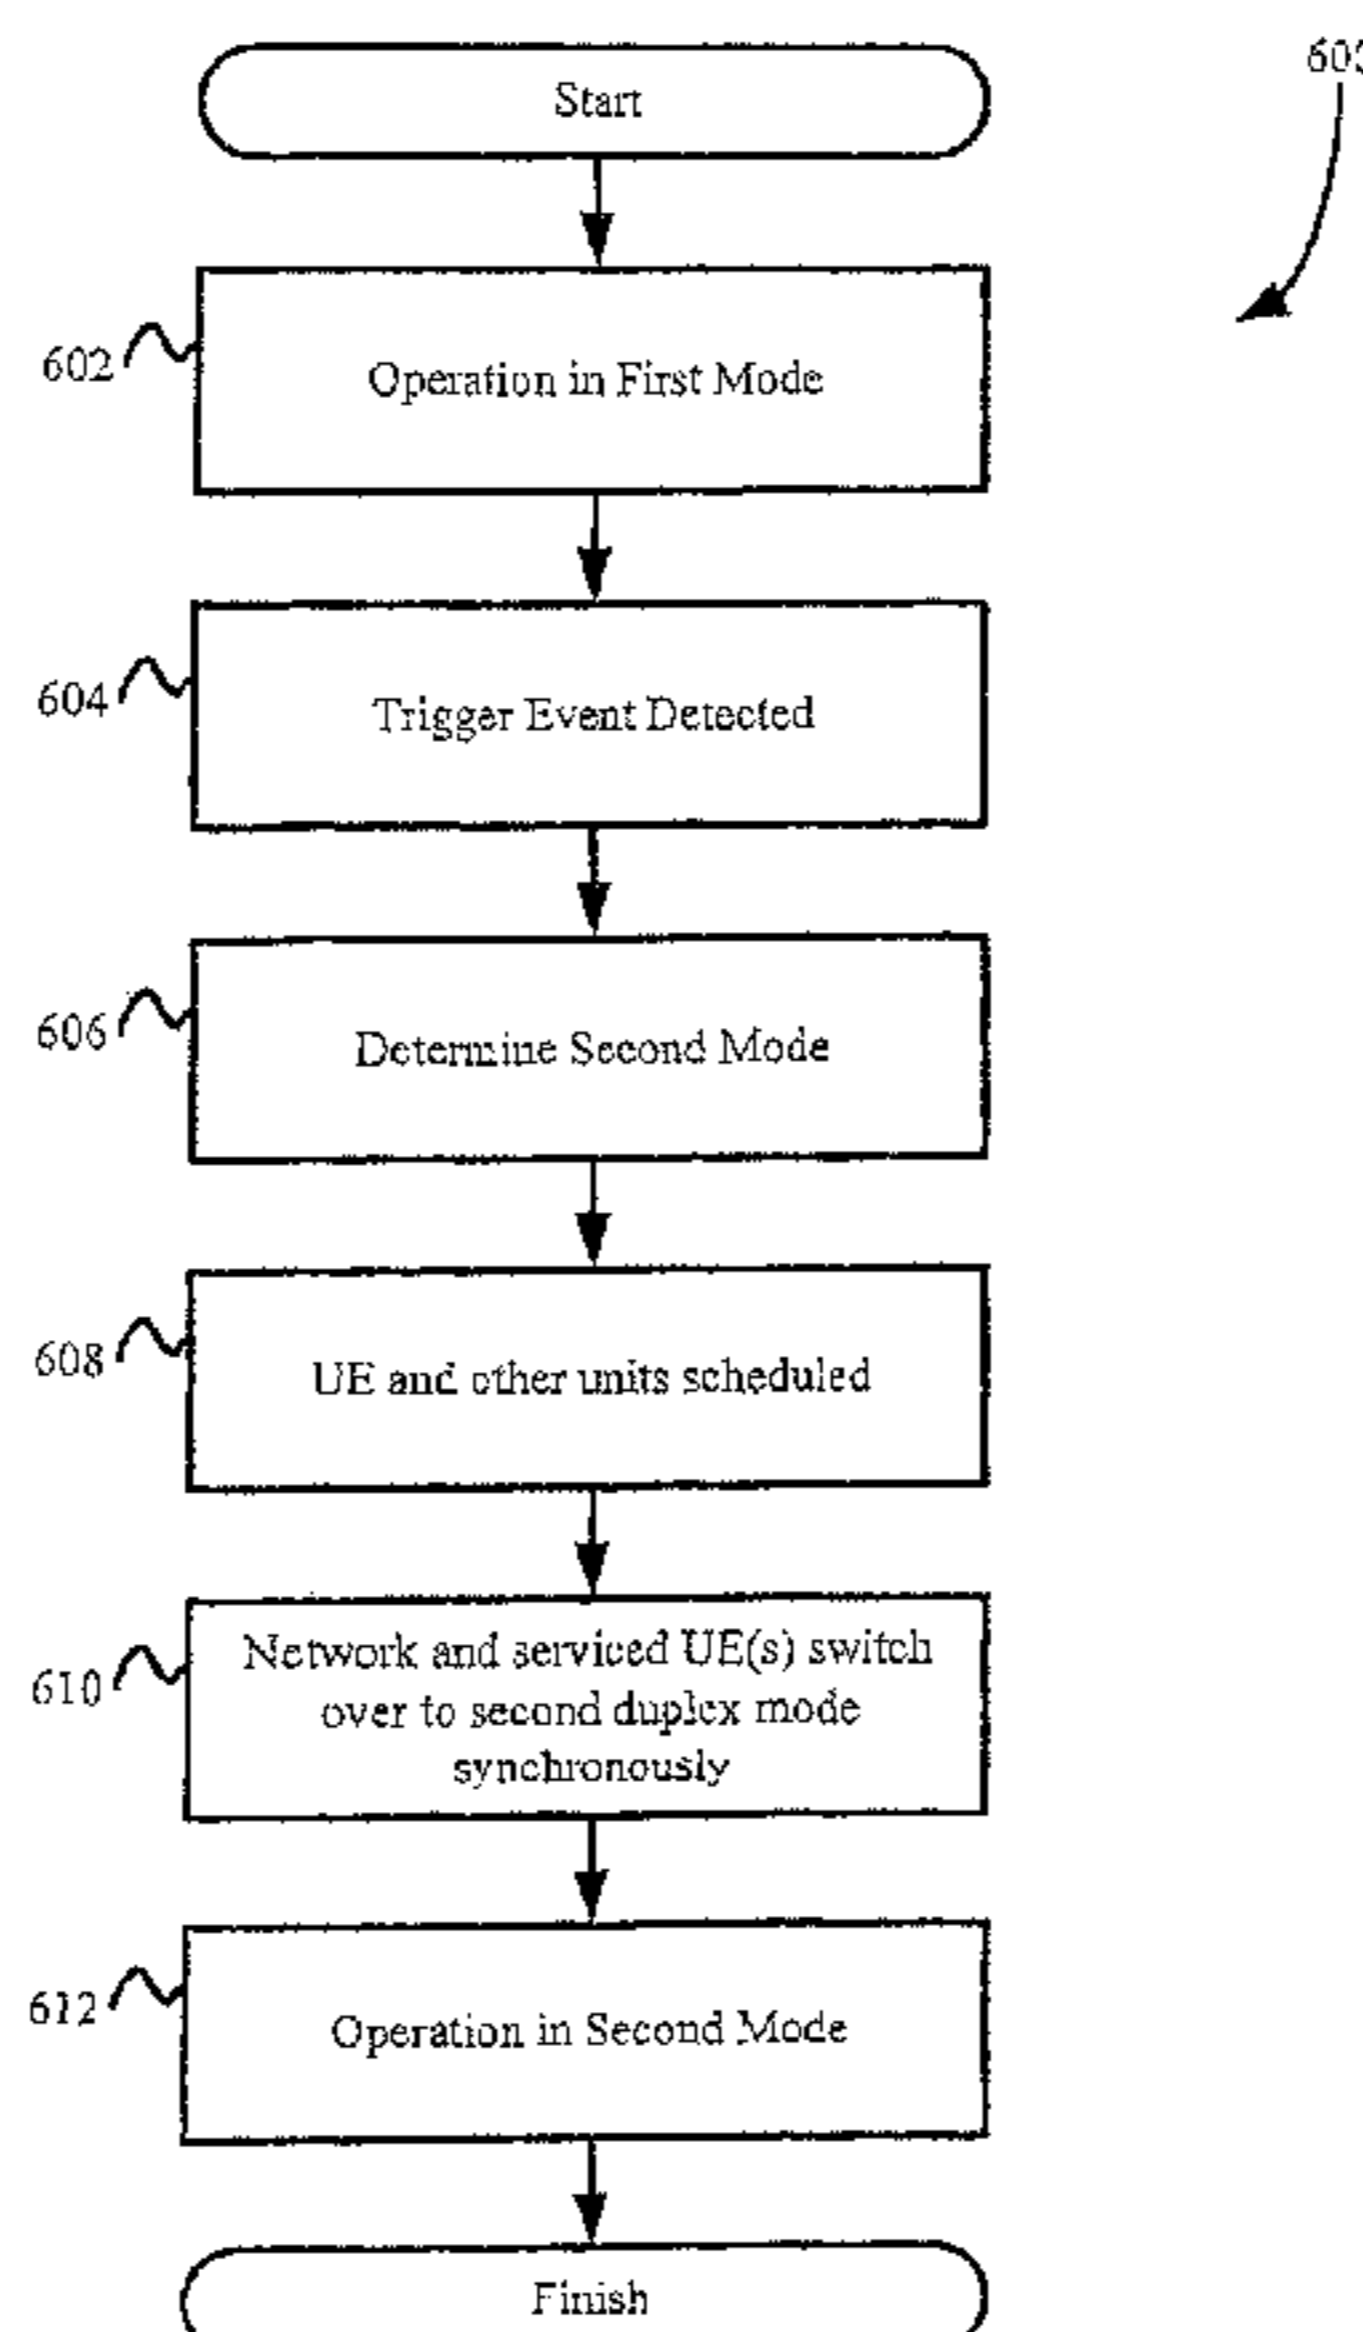 Start
602
Operation in First Mode
604
Trigger Event Detected
606
Determine Second Mode
608
UE and other units scheduled
610
Network and serviced UE(s) switch
over to second duplex mode
synchronously
612
Operation in Second Mode
Finish